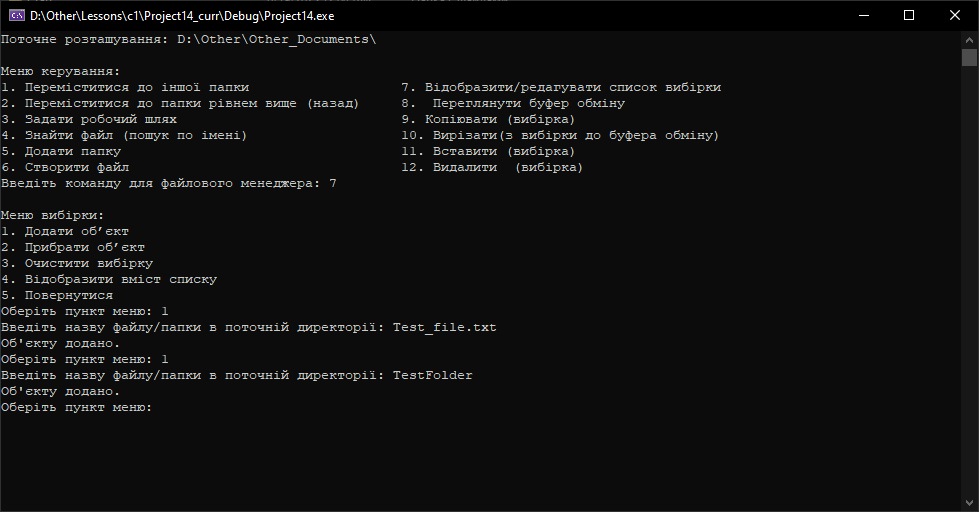 D:\Other\Lessons\c1\Project14_curr\Debug\Project14.exe
Поточне розташування: D:\Other\Other_Documents\
Меню керування:
1. Переміститися до іншої папки 7. Відобразити/редагувати список вибірки
2. Переміститися до папки рівнем вище (назад) 8.  Переглянути буфер обміну
3. Задати робочий шлях 9. Копіювати (вибірка)
4. Знайти файл (пошук по імені) 10. Вирізати(з вибірки до буфера обміну)
5. Додати папку 11. Вставити (вибірка)
6. Створити файл 12. Видалити  (вибірка)
Введіть команду для файлового менеджера: 7
Меню вибірки:
1. Додати об’єкт
2. Прибрати об’єкт
3. Очистити вибірку
4. Відобразити вміст списку
5. Повернутися
Оберіть пункт меню: 1
Введіть назву файлу/папки в поточній директорії: Test_file.txt
Об'єкту додано.
Оберіть пункт меню: 1
Введіть назву файлу/папки в поточній директорії: TestFolder
Об'єкту додано.
Оберіть пункт меню: